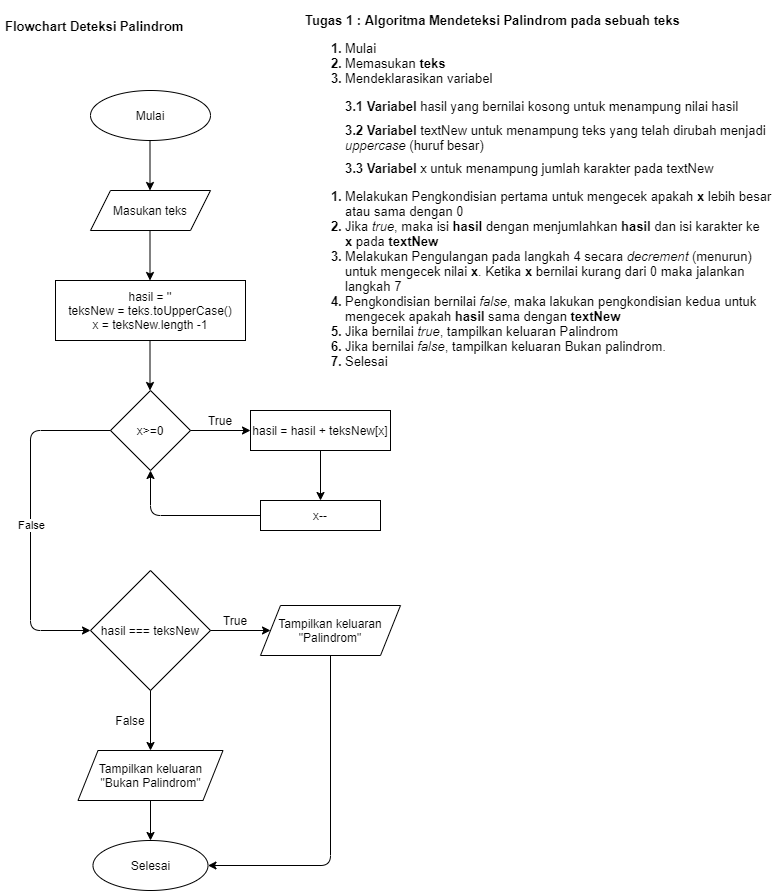 Flowchart Deteksi Palindrom
Mulai
Masukan teks
hasil = ''
teksNew = teks.toUpperCase()
x = teksNew.length -1
x>=0
True
hasil = hasil + teksNew[x]
x--
False
hasil === teksNew
True
Tampilkan keluaran
"Palindrom"
False
Tampilkan keluaran
"Bukan Palindrom"
Selesai
Tugas 1 : Algoritma Mendeteksi Palindrom pada sebuah teks
1. Mulai
2. Memasukan teks
3. Mendeklarasikan variabel
3.1 Variabel hasil yang bernilai kosong untuk menampung nilai hasil
3.2 Variabel textNew untuk menampung teks yang telah dirubah menjadi
uppercase (huruf besar)
3.3 Variabel x untuk menampung jumlah karakter pada textNew
1. Melakukan Pengkondisian pertama untuk mengecek apakah x lebih besar
atau sama dengan 0
2. Jika true, maka isi hasil dengan menjumlahkan hasil dan isi karakter ke
x pada textNew
3. Melakukan Pengulangan pada langkah 4 secara decrement (menurun)
untuk mengecek nilai x. Ketika x bernilai kurang dari 0 maka jalankan
langkah 7
4. Pengkondisian bernilai false, maka lakukan pengkondisian kedua untuk
mengecek apakah hasil sama dengan textNew
5. Jika bernilai true, tampilkan keluaran Palindrom
6. Jika bernilai false, tampilkan keluaran Bukan palindrom.
7. Selesai